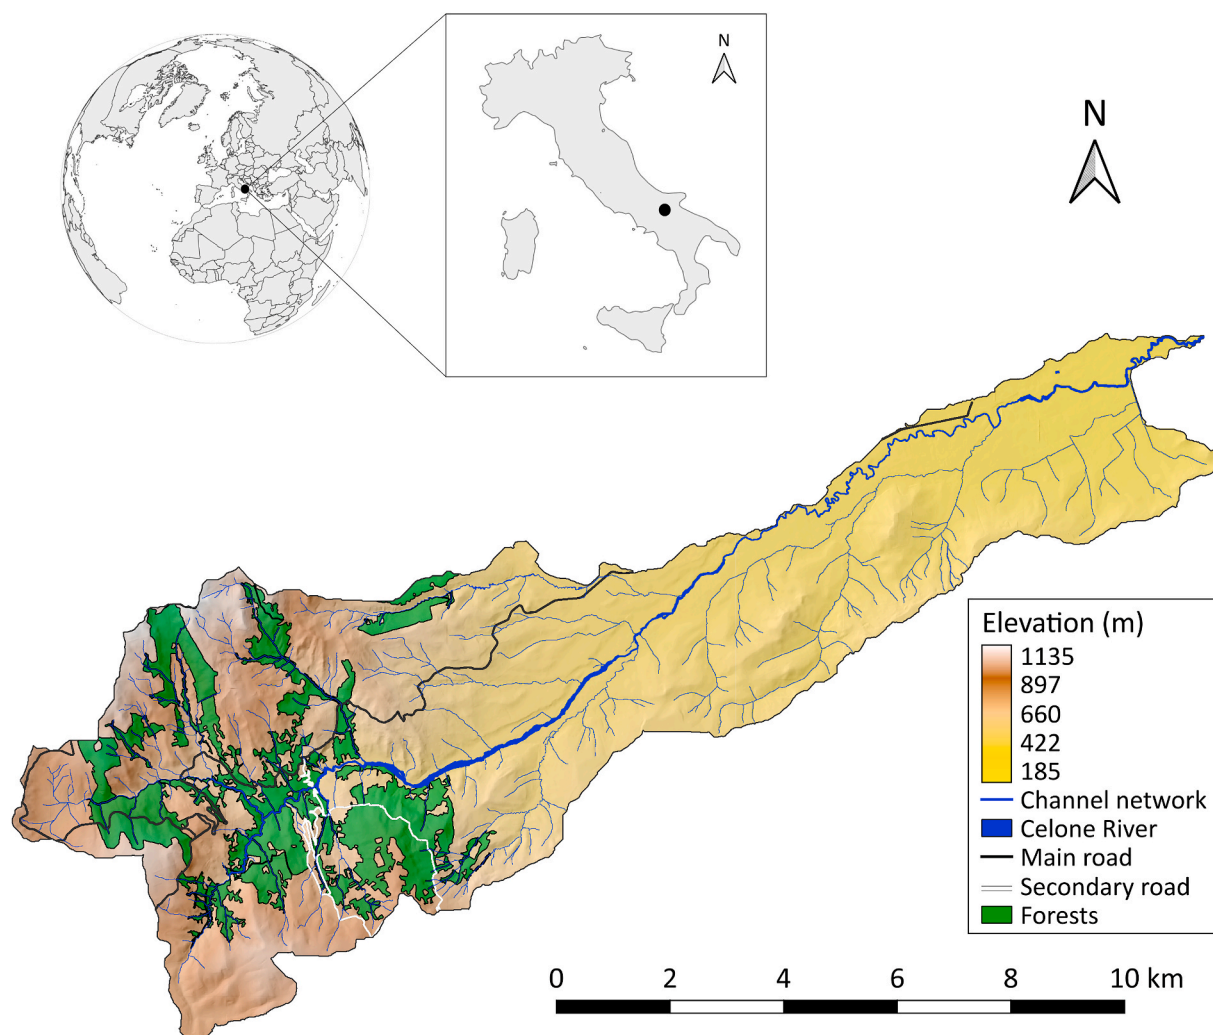 N
N
Elevation (m)
1135
897
660
422
185
Channel network
Celone River
Main road
Secondary road
Forests
0 2 4 6 8 10 km